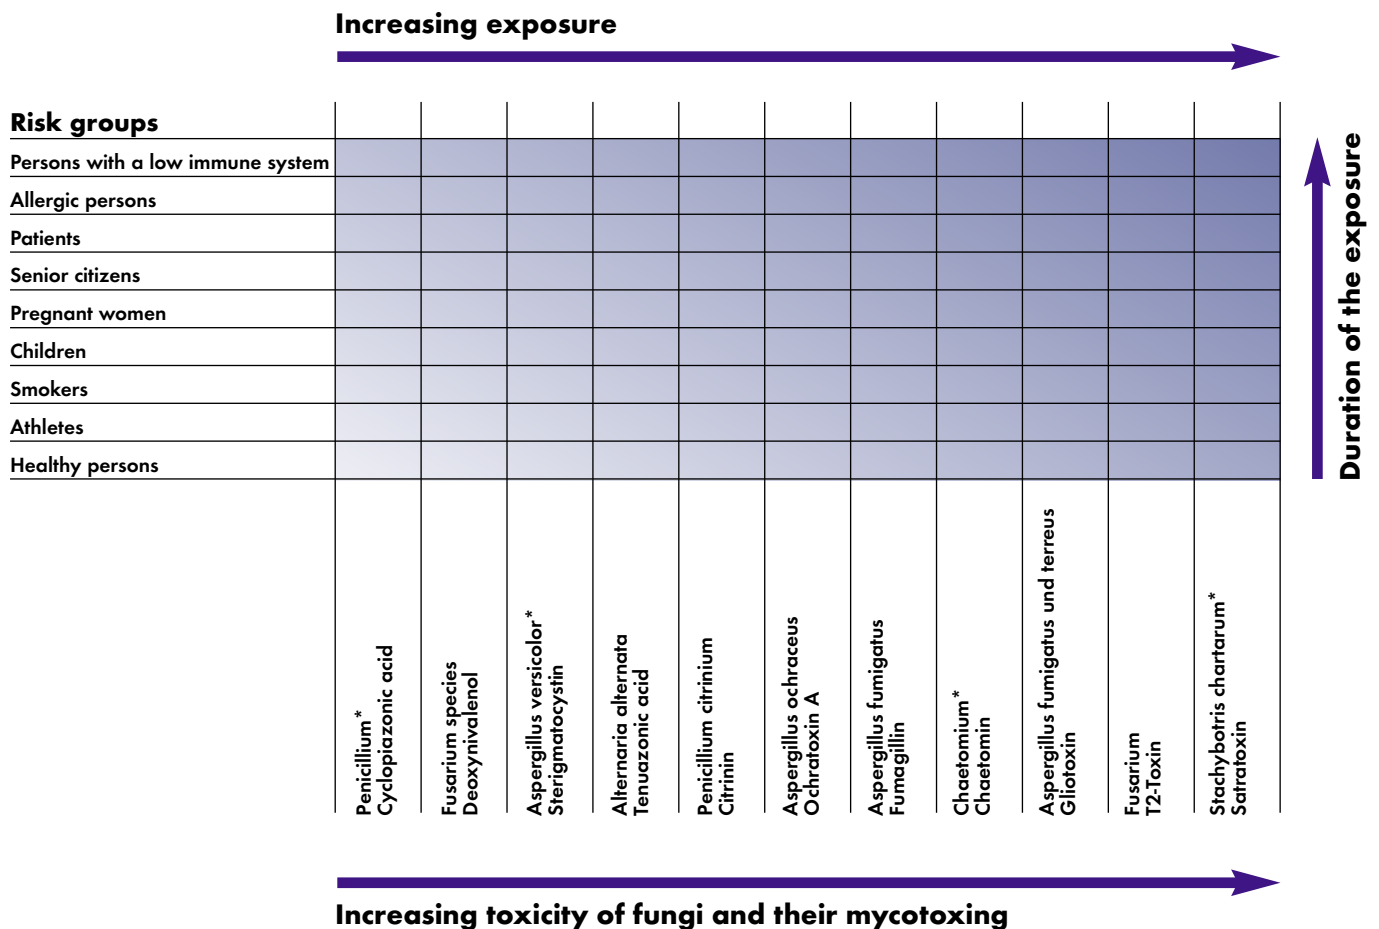 Increasing exposure
Risk groups
Persons with a low immune system
Allergic persons
Patients
Senior citizens
Pregnant women
Children
Smokers
Athletes
Healthy persons
Duration of the exposure
Penicillium*
Cyclopiazonic acid
Fusarium species
Deoxynivalenol
Aspergillus versicolor*
Sterigmatocystin
Alternaria alternata
Tenuazonic acid
Penicillium citrinium
Citrinin
Aspergillus ochraceus
Ochratoxin A
Aspergillus fumigatus
Fumagillin
Chaetomium*
Chaetomin
Aspergillus fumigatus und terreus
Gliotoxin
Fusarium
T2-Toxin
Stachybotris chartarum*
Satratoxin
Increasing toxicity of fungi and their mycotoxing